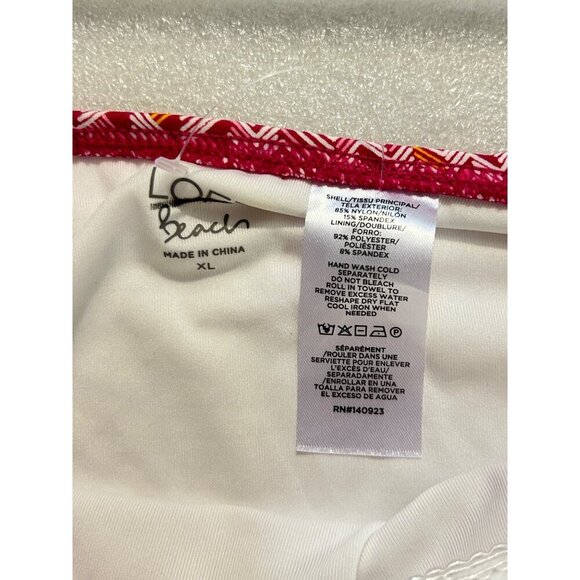 Beach
MADE IN CHINA
XL
SHELL/TISSU PRINCIPAL/
TELA EXTERIOR:
85% NYLON/NILÓN
15% SPANDEX
LINING/DOUBLURE/
FORRO:
92% POLYESTER/
POLIÉSTER
8% SPANDEX
HAND WASH COLD
SEPARATELY
DO NOT BLEACH
ROLL IN TOWEL TO
REMOVE EXCESS WATER
RESHAPE DRY FLAT
COOL IRON WHEN
NEEDED
P
SÉPARÉMENT
/ROULER DANS UNE
SERVIETTE POUR ENLEVER
L'EXCÈS D'EAU/
SEPARADAMENTE
/ENROLLAR EN UNA
TOALLA PARA REMOVER
EL EXCESO DE AGUA
RN#140923